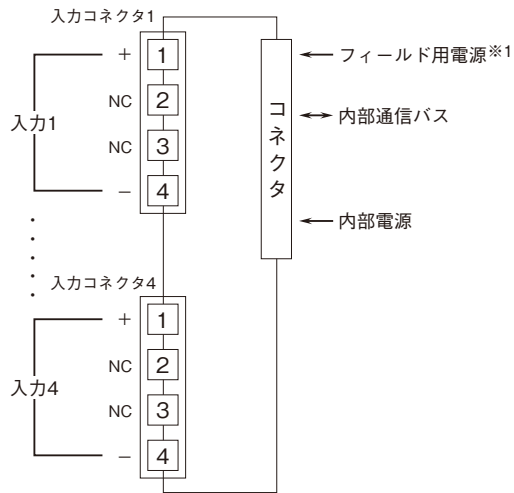 入力コネクタ1
+ 1
NC 2
NC 3
− 4
入力1
入力コネクタ4
+ 1
NC 2
NC 3
− 4
入力4
コネクタ
フィールド用電源※1
内部通信バス
内部電源